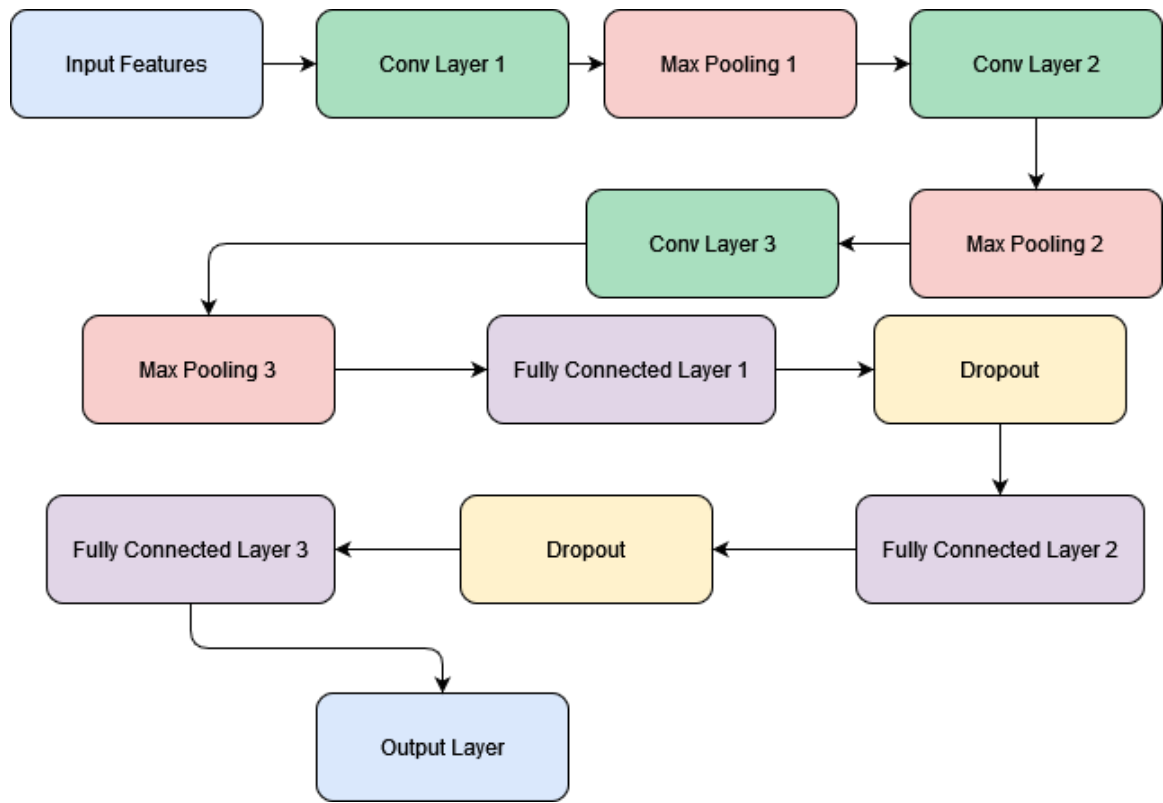 Input Features
Conv Layer 1
Max Pooling 1
Conv Layer 2
Conv Layer 3
Max Pooling 2
Max Pooling 3
Fully Connected Layer 1
Dropout
Fully Connected Layer 3
Dropout
Fully Connected Layer 2
Output Layer